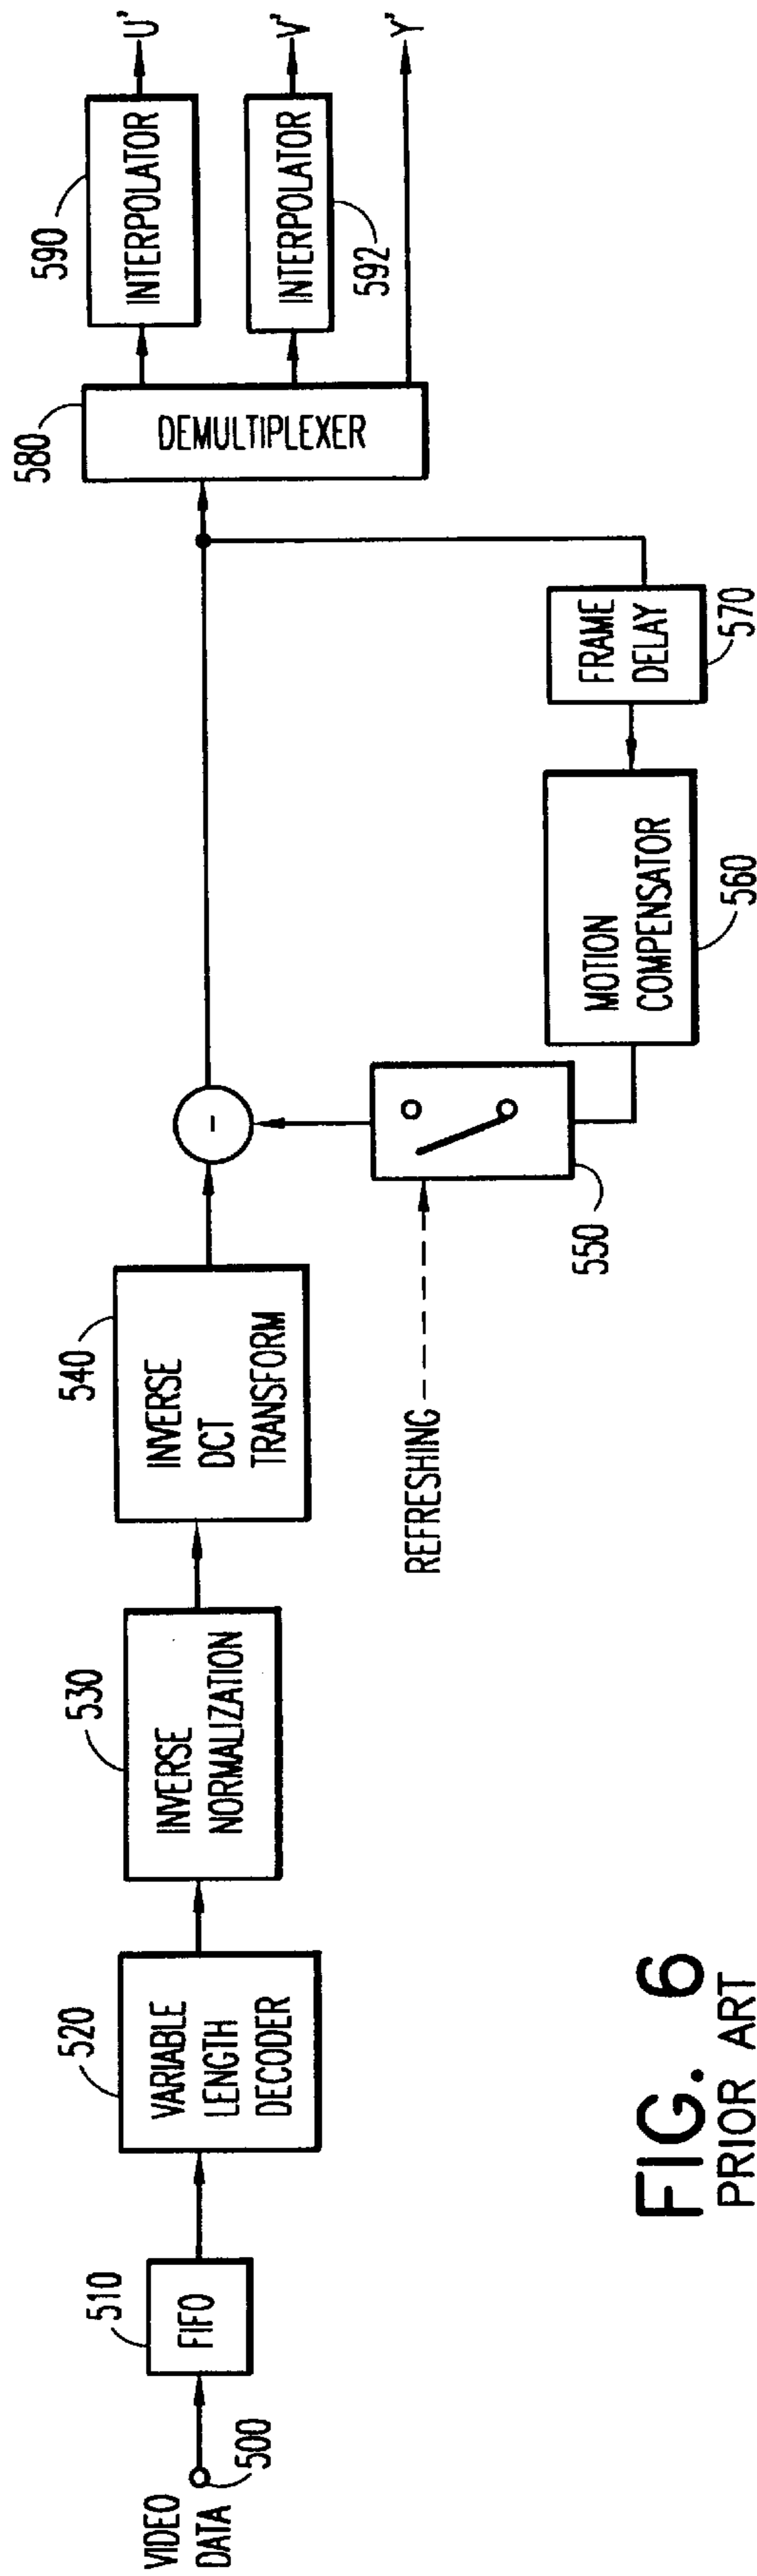 VIDEO
DATA
500
510
FIFO
520
VARIABLE
LENGTH
DECODER
530
INVERSE
NORMALIZATION
540
INVERSE
DCT
TRANSFORM
-
REFRESHING
550
MOTION
COMPENSATOR
560
FRAME
DELAY
570
580
DEMULTIPLEXER
590
INTERPOLATOR
U'
INTERPOLATOR
592
V'
Y'
FIG. 6
PRIOR ART